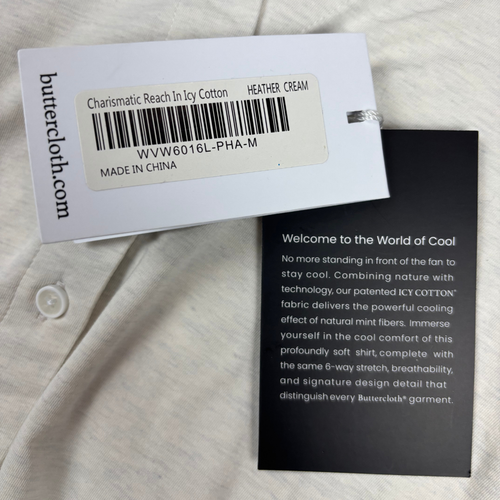 buttercloth.com
Charismatic Reach In Icy Cotton HEATHER CREAM
WVW6016L-PHA-M
MADE IN CHINA
Welcome to the World of Cool
No more standing in front of the fan to
stay cool. Combining nature with
technology, our patented ICY COTTON™
fabric delivers the powerful cooling
effect of natural mint fibers. Immerse
yourself in the cool comfort of this
profoundly soft shirt, complete with
the same 6-way stretch, breathability,
and signature design detail that
distinguish every Buttercloth® garment.